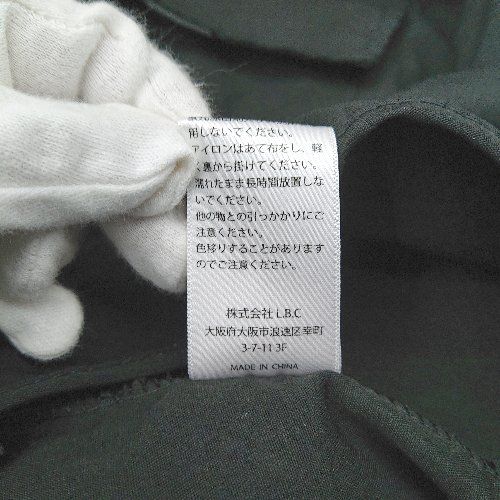 用しないでください。
アイロンはあて布をし、軽
く裏から掛けてください。
濡れたまま長時間放置しな
いでください。
他の物との引っかかりにご
注意ください。
色移りすることがあります
のでご注意ください。
株式会社 L.B.C
大阪府大阪市浪速区幸町
3-7-11 3F
MADE IN CHINA